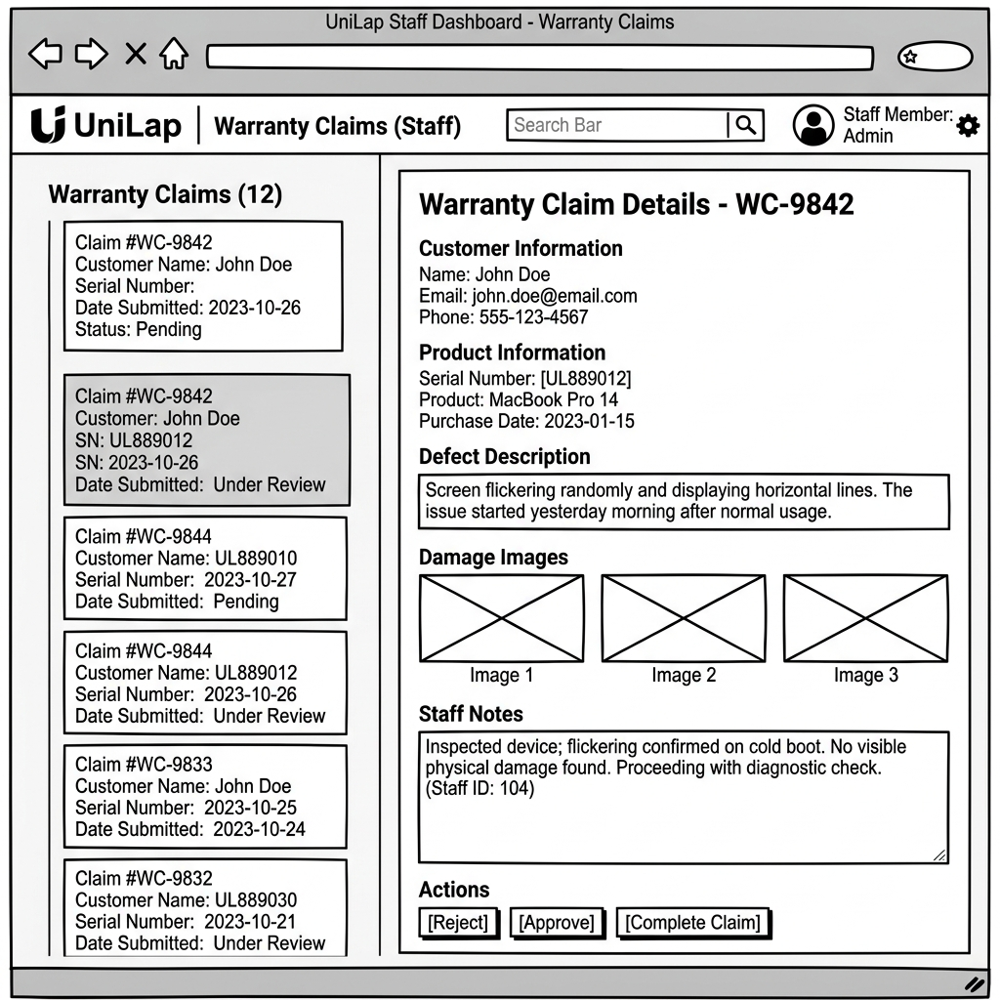 UniLap Staff Dashboard - Warranty Claims
UniLap
Warranty Claims (Staff)
Search Bar
Staff Member:
Admin
Warranty Claims (12)
Claim #WC-9842
Customer Name: John Doe
Serial Number:
Date Submitted: 2023-10-26
Status: Pending
Claim #WC-9842
Customer: John Doe
SN: UL889012
SN: 2023-10-26
Date Submitted: Under Review
Claim #WC-9844
Customer Name: UL889010
Serial Number: 2023-10-27
Date Submitted: Pending
Claim #WC-9844
Customer Name: UL889012
Serial Number: 2023-10-26
Date Submitted: Under Review
Claim #WC-9833
Customer Name: John Doe
Serial Number: 2023-10-25
Date Submitted: 2023-10-24
Claim #WC-9832
Customer Name: UL889030
Serial Number: 2023-10-21
Date Submitted: Under Review
Warranty Claim Details - WC-9842
Customer Information
Name: John Doe
Email: john.doe@email.com
Phone: 555-123-4567
Product Information
Serial Number: [UL889012]
Product: MacBook Pro 14
Purchase Date: 2023-01-15
Defect Description
Screen flickering randomly and displaying horizontal lines. The
issue started yesterday morning after normal usage.
Damage Images
Image 1
Image 2
Image 3
Staff Notes
Inspected device; flickering confirmed on cold boot. No visible
physical damage found. Proceeding with diagnostic check.
(Staff ID: 104)
Actions
[Reject]
[Approve]
[Complete Claim]